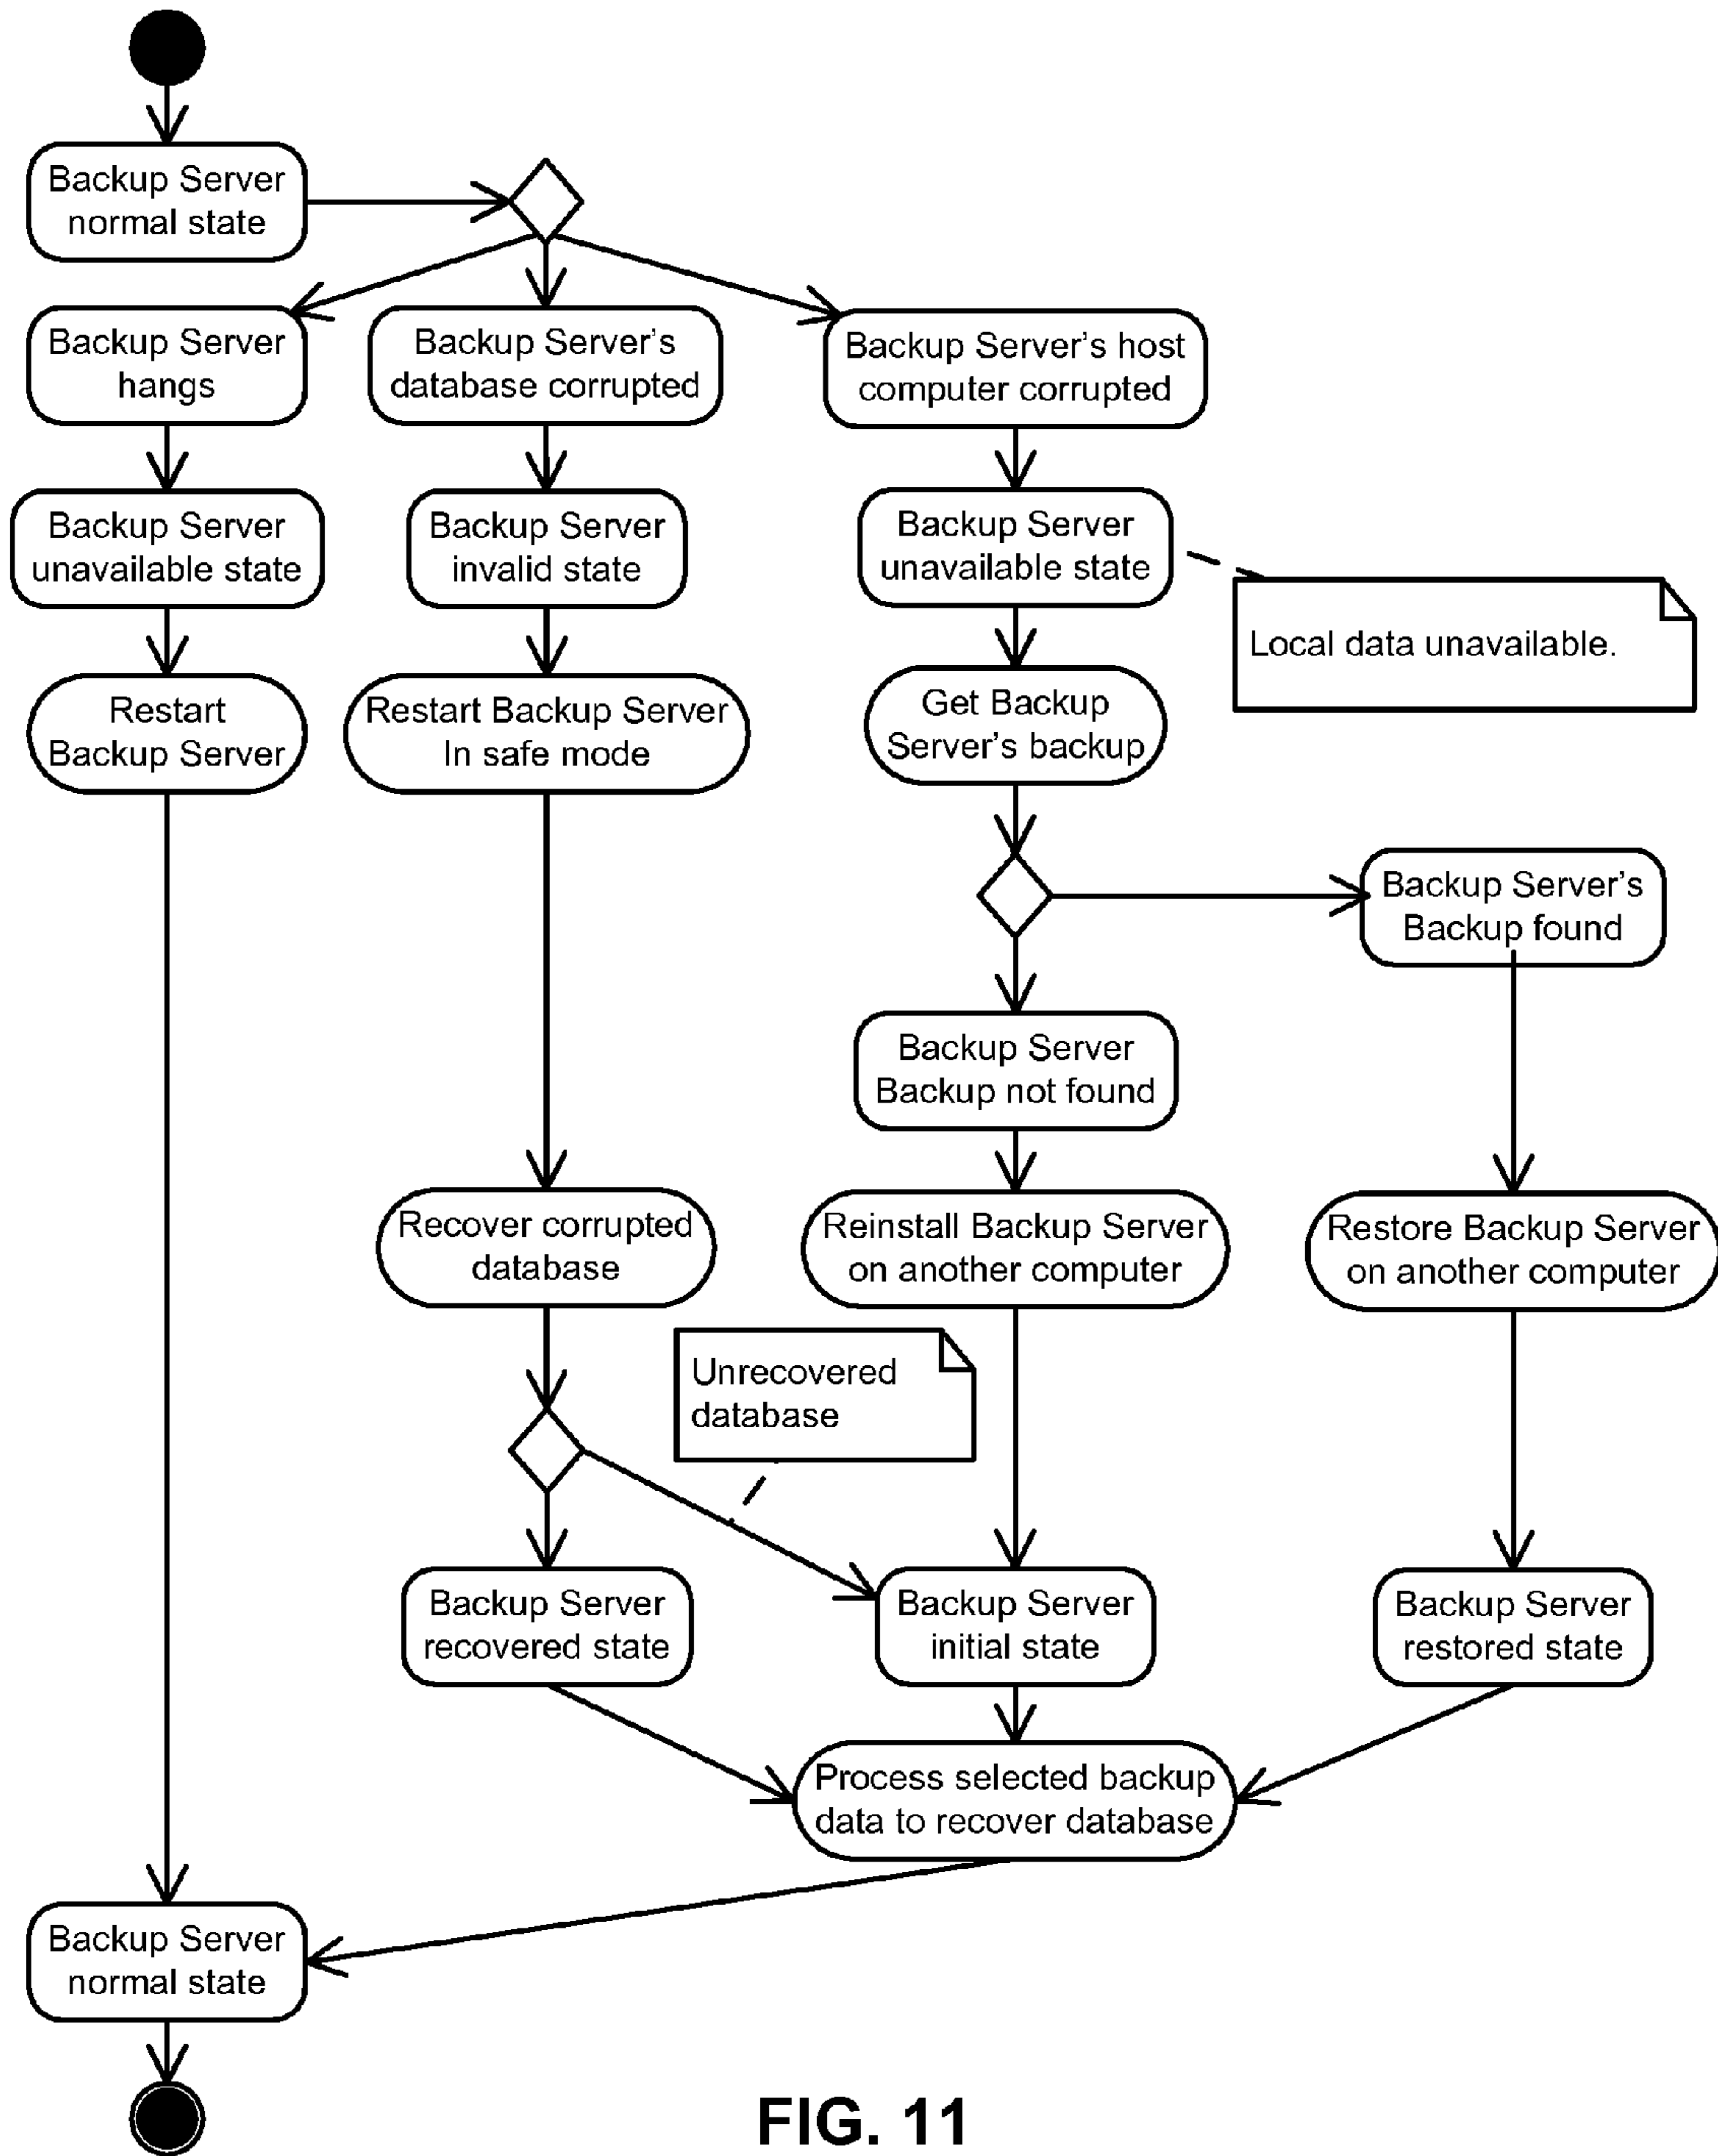 Backup Server
normal state
Backup Server
hangs
Backup Server's
database corrupted
Backup Server's host
computer corrupted
Backup Server
unavailable state
Backup Server
invalid state
Backup Server
unavailable state
Local data unavailable.
Restart
Backup Server
Restart Backup Server
In safe mode
Get Backup
Server's backup
Backup Server's
Backup found
Backup Server
Backup not found
Recover corrupted
database
Reinstall Backup Server
on another computer
Restore Backup Server
on another computer
Unrecovered
database
Backup Server
recovered state
Backup Server
initial state
Backup Server
restored state
Process selected backup
data to recover database
Backup Server
normal state
FIG. 11